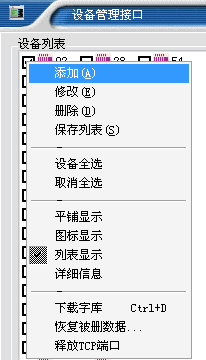 设备管理接口
设备列表
02 28 54
添加(A)
修改(E)
删除(D)
保存列表(S)
设备全选
取消全选
平铺显示
图标显示
列表显示
详细信息
下载字库 Ctrl+D
恢复被删数据...
释放TCP端口